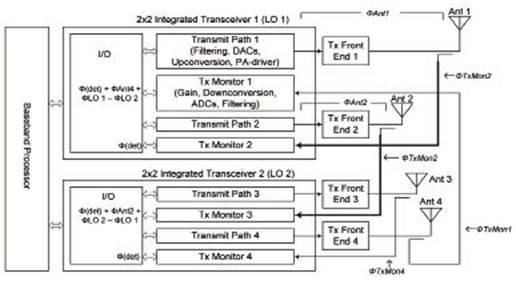 2x2 Integrated Transceiver 1 (LO 1)
ΦAnt1
Ant 1
I/O
Transmit Path 1
(Filtering, DACs,
Upconversion, PA-driver)
Tx Front
End 1
ΦTxMon2
Φ(det) + ΦAnt4 +
ΦLO 1 – ΦLO 2
Tx Monitor 1
(Gain, Downconversion,
ADCs, Filtering)
ΦAnt2
Ant 2
Transmit Path 2
Tx Front
End 2
Φ(det)
Tx Monitor 2
ΦTxMon2
Baseband Processor
2x2 Integrated Transceiver 2 (LO 2)
I/O
Transmit Path 3
Tx Front
End 3
Ant 3
Φ(det) + ΦAnt2 +
ΦLO 2 – ΦLO 1
Tx Monitor 3
Ant 4
Transmit Path 4
Tx Front
End 4
ΦTxMon1
Φ(det)
Tx Monitor 4
ΦTxMon4